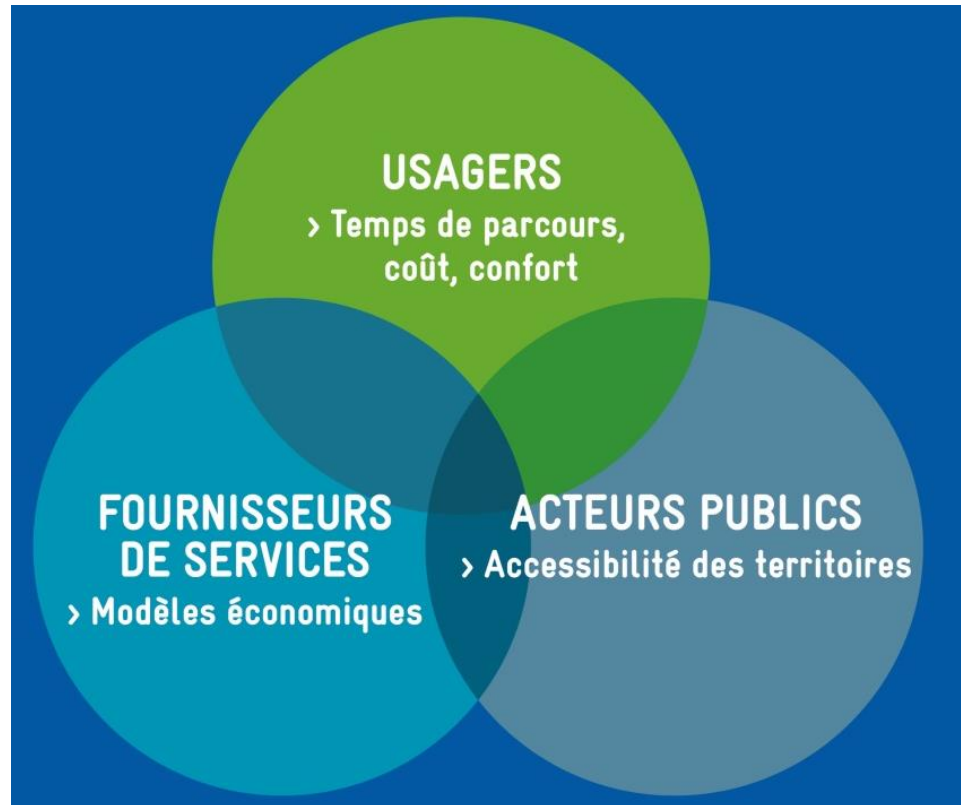 USAGERS
› Temps de parcours,
coût, confort
FOURNISSEURS
DE SERVICES
› Modèles économiques
ACTEURS PUBLICS
› Accessibilité des territoires